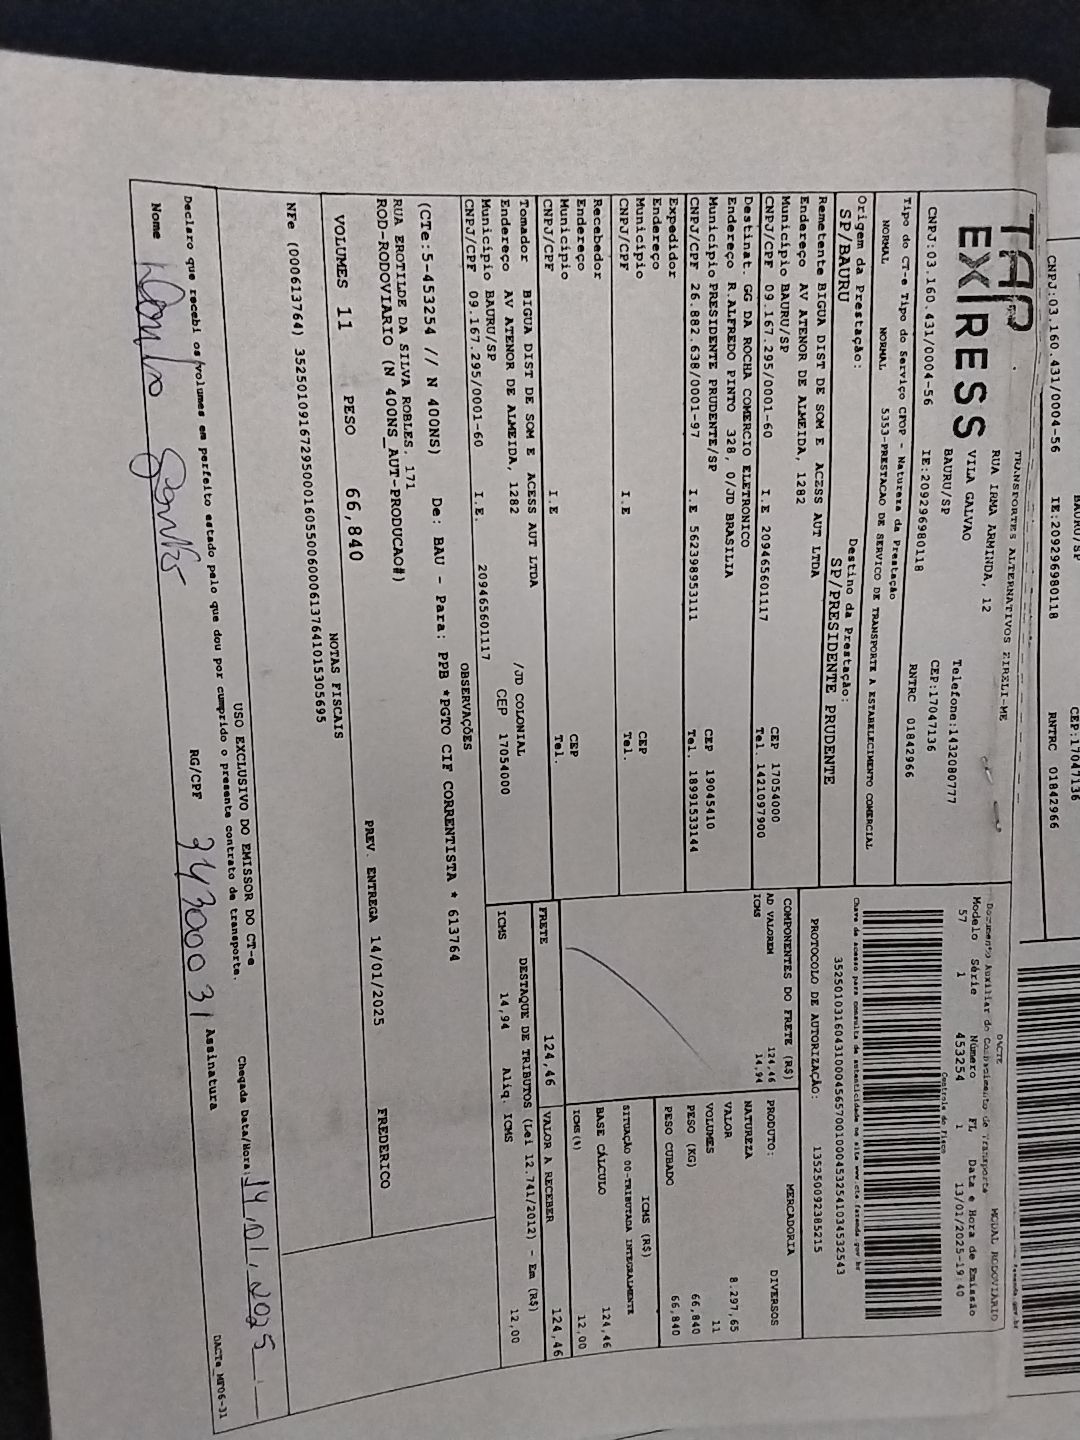 CNPJ:03.160.431/0004-56 IE:209296980118 RNTRC 01842966
BAURU/SP CEP:17047136
TAP EX|RESS
TRANSPORTES ALTERNATIVOS EIRELI-ME
RUA IRMA ARMINDA, 12
VILA GALVAO Telefone:1432080777
BAURU/SP CEP:17047136
CNPJ:03.160.431/0004-56 IE:209296980118 RNTRC 01842966
DACTE MODAL RODOVIARIO
Documento Auxiliar do Conhecimento de Transporte
Modelo Série Número FL Data e Hora de Emissão
57 1 453254 1 13/01/2025-19:40
Controle do Fisco
Tipo do CT-e Tipo do Serviço CFOP - Natureza da Prestação
NORMAL NORMAL 5353-PRESTACAO DE SERVICO DE TRANSPORTE A ESTABELECIMENTO COMERCIAL
Chave de acesso para consulta de autenticidade no site www.cte.fazenda.gov.br
35250103160431000456570010004532541034532543
PROTOCOLO DE AUTORIZAÇÃO: 135250092385215
Origem da Prestação: Destino da Prestação:
SP/BAURU SP/PRESIDENTE PRUDENTE
Remetente BIGUA DIST DE SOM E ACESS AUT LTDA
Endereço AV ATENOR DE ALMEIDA, 1282
Município BAURU/SP CEP 17054000
CNPJ/CPF 09.167.295/0001-60 I.E 209465601117 Tel. 1421097900
Destinat. GG DA ROCHA COMERCIO ELETRONICO
Endereço R.ALFREDO PINTO 328, 0/JD BRASILIA
Município PRESIDENTE PRUDENTE/SP CEP 19045410
CNPJ/CPF 26.882.638/0001-97 I.E 562398953111 Tel. 18991533144
Expedidor
Endereço
Município CEP
CNPJ/CPF I.E Tel.
Recebedor
Endereço
Município CEP
CNPJ/CPF I.E Tel.
Tomador BIGUA DIST DE SOM E ACESS AUT LTDA
Endereço AV ATENOR DE ALMEIDA, 1282 /JD COLONIAL
Município BAURU/SP CEP 17054000
CNPJ/CPF 09.167.295/0001-60 I.E. 209465601117
COMPONENTES DO FRETE (R$)
AD VALOREM 124,46
ICMS 14,94
PRODUTO: MERCADORIA
NATUREZA DIVERSOS
VALOR 8.297,65
VOLUMES 11
PESO (KG) 66,840
PESO CUBADO 66,840
ICMS (R$)
SITUAÇÃO 00-TRIBUTADA INTEGRALMENTE
BASE CÁLCULO 124,46
ICMS(%) 12,00
FRETE 124,46 VALOR A RECEBER 124,46
DESTAQUE DE TRIBUTOS (Lei 12.741/2012) - Em (R$)
ICMS 14,94 Aliq. ICMS 12,00
OBSERVAÇÕES
(CTe:5-453254 // N 400NS) De: BAU - Para: PPB *PGTO CIF CORRENTISTA * 613764
RUA EROTILDE DA SILVA ROBLES, 171
ROD-RODOVIARIO (N 400NS_AUT-PRODUCAO#)
VOLUMES 11 PESO 66,840 PREV. ENTREGA 14/01/2025 FREDERICO
NOTAS FISCAIS
NFe (000613764) 35250109167295000160550060006137641015305695
USO EXCLUSIVO DO EMISSOR DO CT-e
Declaro que recebi os volumes em perfeito estado pelo que dou por cumprido o presente contrato de transporte.
Chegada Data/Hora: 14.01.2025
Nome RG/CPF 34300031 Assinatura
DACTe_MF06-31